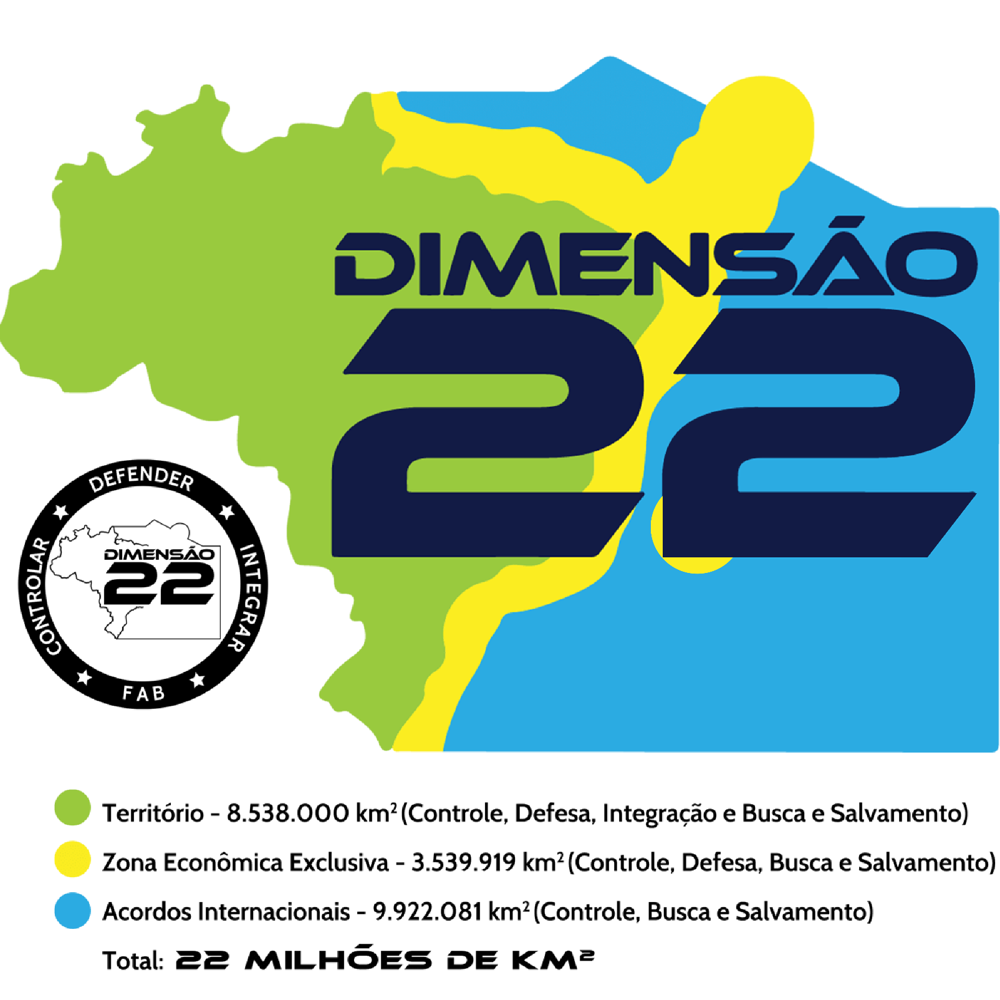 DIMENSÃO
22
DEFENDER
CONTROLAR
INTEGRAR
DIMENSÃO
22
FAB
Território - 8.538.000 km² (Controle, Defesa, Integração e Busca e Salvamento)
Zona Econômica Exclusiva - 3.539.919 km² (Controle, Defesa, Busca e Salvamento)
Acordos Internacionais - 9.922.081 km² (Controle, Busca e Salvamento)
Total: 22 MILHÕES DE KM²